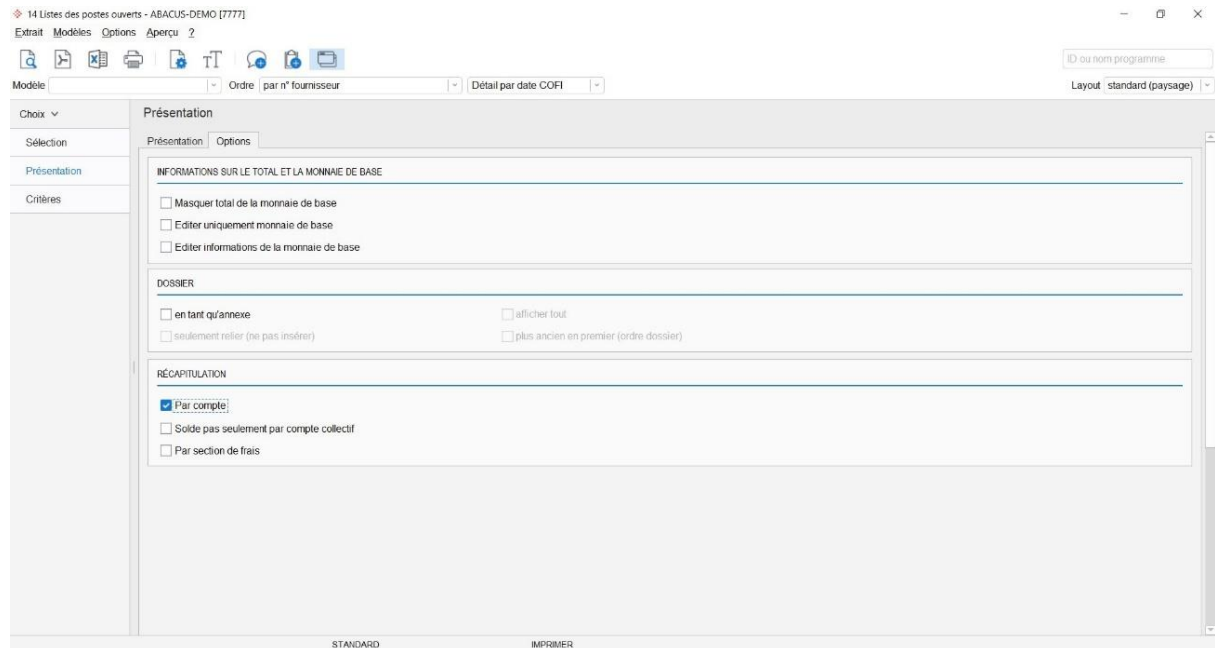 14 Listes des postes ouverts - ABACUS-DEMO [7777]
Extrait Modèles Options Aperçu ?
ID ou nom programme
Modèle Ordre par n° fournisseur Détail par date COFI Layout standard (paysage)
Choix Présentation
Sélection
Présentation Options
Présentation
INFORMATIONS SUR LE TOTAL ET LA MONNAIE DE BASE
Critères
Masquer total de la monnaie de base
Editer uniquement monnaie de base
Editer informations de la monnaie de base
DOSSIER
en tant qu'annexe afficher tout
seulement relier (ne pas insérer) plus ancien en premier (ordre dossier)
RÉCAPITULATION
Par compte
Solde pas seulement par compte collectif
Par section de frais
STANDARD IMPRIMER